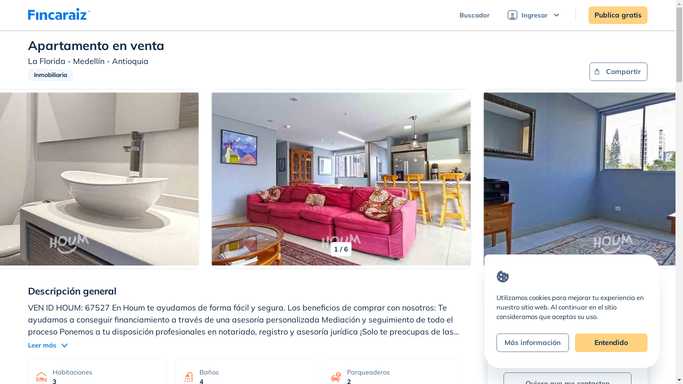 Fincaraiz
Buscador
Ingresar
Publica gratis
Apartamento en venta
La Florida - Medellín - Antioquia
Inmobiliaria
Compartir
HOUM
HOUM
HOUM
1 / 6
Descripción general
VEN ID HOUM: 67527 En Houm te ayudamos de forma fácil y segura. Los beneficios de comprar con nosotros: Te
ayudamos a conseguir financiamiento a través de una asesoría personalizada Mediación y seguimiento de todo el
proceso Ponemos a tu disposición profesionales en notariado, registro y asesoría jurídica ¡Solo te preocupas de las...
Leer más
Habitaciones
3
Baños
4
Parqueaderos
2
Utilizamos cookies para mejorar tu experiencia en
nuestro sitio web. Al continuar en el sitio
consideramos que aceptas su uso.
Más información
Entendido
Quiero que me contacten